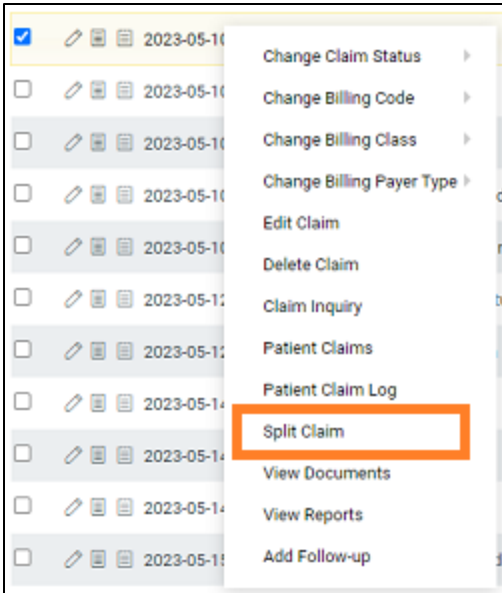 2023-05-10
Change Claim Status
2023-05-10
Change Billing Code
2023-05-10
Change Billing Class
2023-05-10
Change Billing Payer Type
Edit Claim
2023-05-10
Delete Claim
2023-05-12
Claim Inquiry
2023-05-12
Patient Claims
2023-05-14
Patient Claim Log
Split Claim
2023-05-14
View Documents
2023-05-14
View Reports
2023-05-15
Add Follow-up